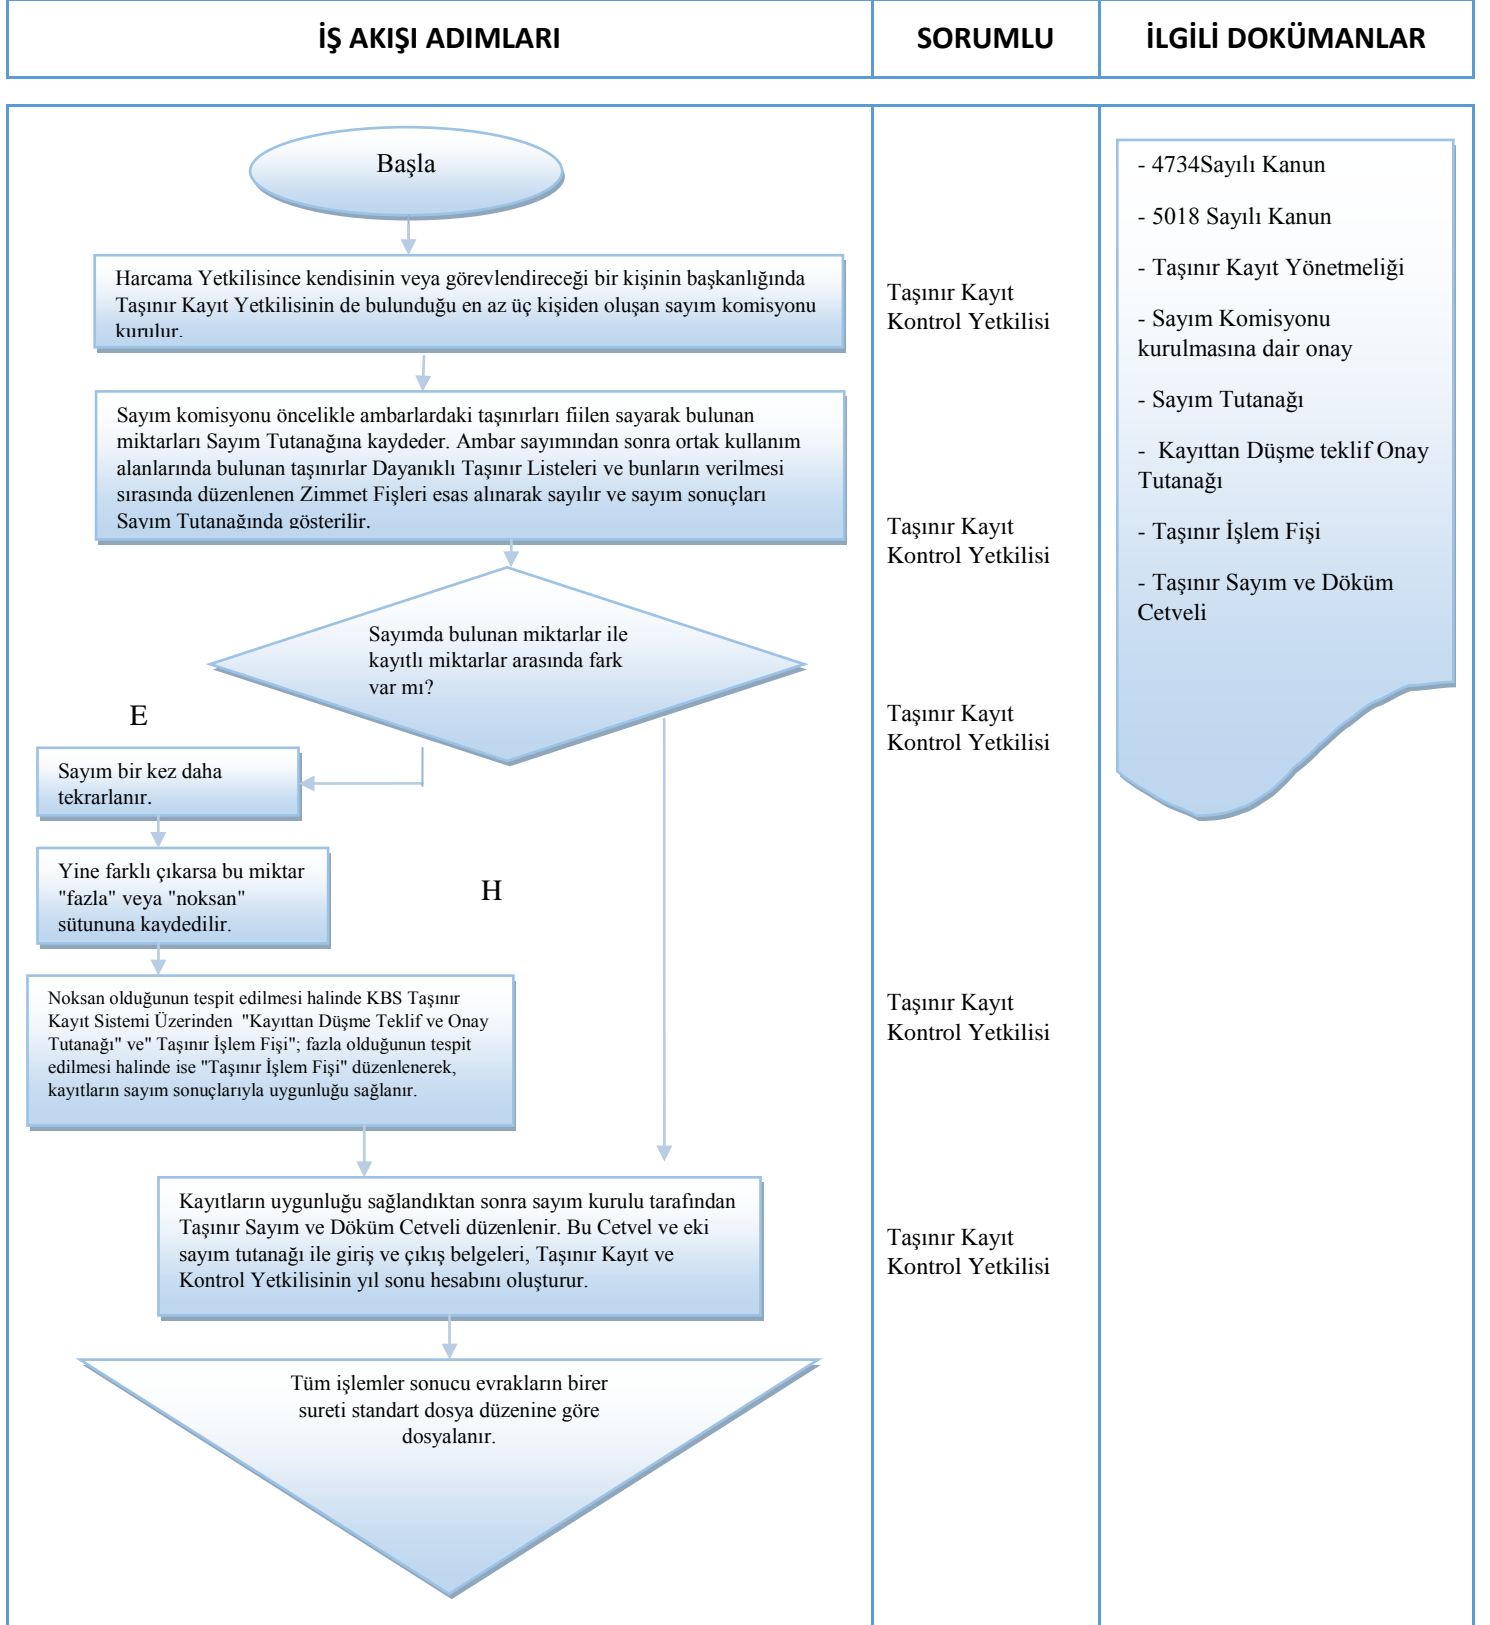 İŞ AKIŞI ADIMLARI
SORUMLU
İLGİLİ DOKÜMANLAR
Başla
Harcama Yetkilisince kendisinin veya görevlendireceği bir kişinin başkanlığında
Taşınır Kayıt Yetkilisinin de bulunduğu en az üç kişiden oluşan sayım komisyonu
kurulur.
Sayım komisyonu öncelikle ambarlardaki taşınırları fiilen sayarak bulunan
miktarları Sayım Tutanağına kaydeder. Ambar sayımından sonra ortak kullanım
alanlarında bulunan taşınırlar Dayanıklı Taşınır Listeleri ve bunların verilmesi
sırasında düzenlenen Zimmet Fişleri esas alınarak sayılır ve sayım sonuçları
Sayım Tutanağında gösterilir.
Sayımda bulunan miktarlar ile
kayıtlı miktarlar arasında fark
var mı?
E
Sayım bir kez daha
tekrarlanır.
Yine farklı çıkarsa bu miktar
"fazla" veya "noksan"
sütununa kaydedilir.
H
Noksan olduğunun tespit edilmesi halinde KBS Taşınır
Kayıt Sistemi Üzerinden  "Kayıttan Düşme Teklif ve Onay
Tutanağı" ve" Taşınır İşlem Fişi"; fazla olduğunun tespit
edilmesi halinde ise "Taşınır İşlem Fişi" düzenlenerek,
kayıtların sayım sonuçlarıyla uygunluğu sağlanır.
Kayıtların uygunluğu sağlandıktan sonra sayım kurulu tarafından
Taşınır Sayım ve Döküm Cetveli düzenlenir. Bu Cetvel ve eki
sayım tutanağı ile giriş ve çıkış belgeleri, Taşınır Kayıt ve
Kontrol Yetkilisinin yıl sonu hesabını oluşturur.
Tüm işlemler sonucu evrakların birer
sureti standart dosya düzenine göre
dosyalanır.
Taşınır Kayıt
Kontrol Yetkilisi
Taşınır Kayıt
Kontrol Yetkilisi
Taşınır Kayıt
Kontrol Yetkilisi
Taşınır Kayıt
Kontrol Yetkilisi
Taşınır Kayıt
Kontrol Yetkilisi
- 4734Sayılı Kanun
- 5018 Sayılı Kanun
- Taşınır Kayıt Yönetmeliği
- Sayım Komisyonu
kurulmasına dair onay
- Sayım Tutanağı
-  Kayıttan Düşme teklif Onay
Tutanağı
- Taşınır İşlem Fişi
- Taşınır Sayım ve Döküm
Cetveli